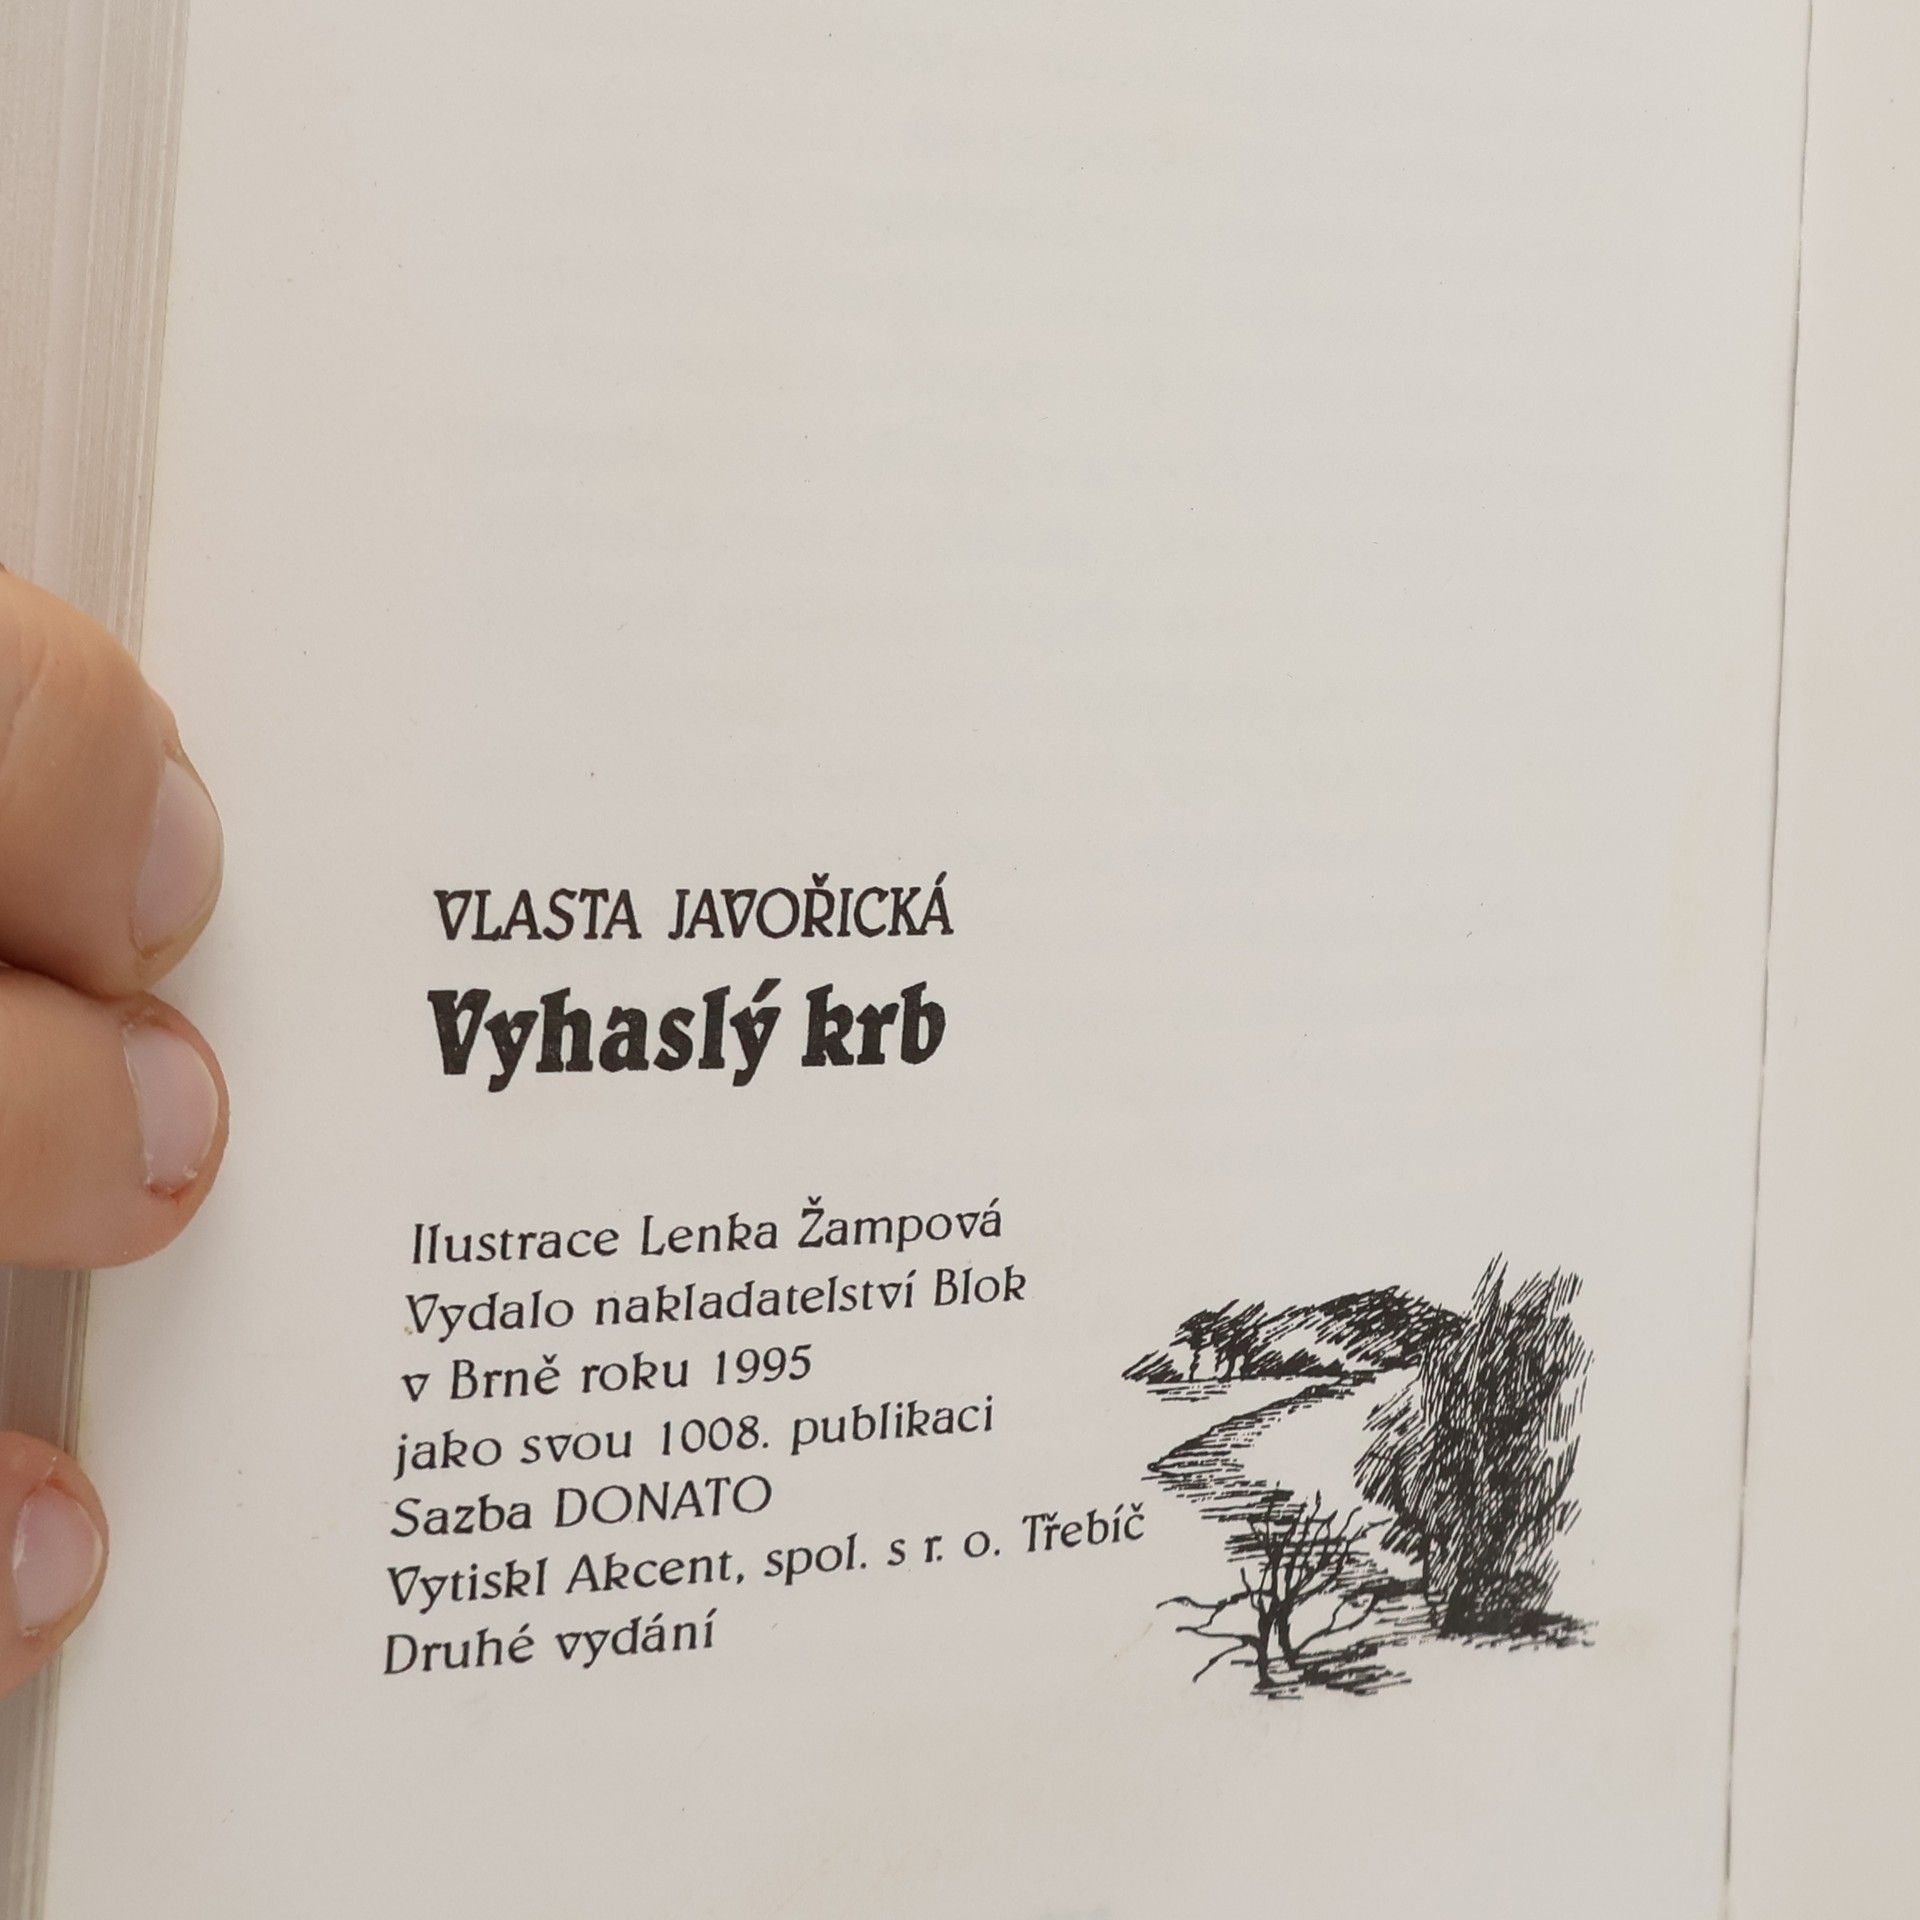 VLASTA JAVOŘICKÁ
Vyhaslý krb
Ilustrace Lenka Žampová
Vydalo nakladatelství Blok
v Brně roku 1995
jako svou 1008. publikaci
Sazba DONATO
Vytiskl Akcent, spol. s r. o. Třebíč
Druhé vydání